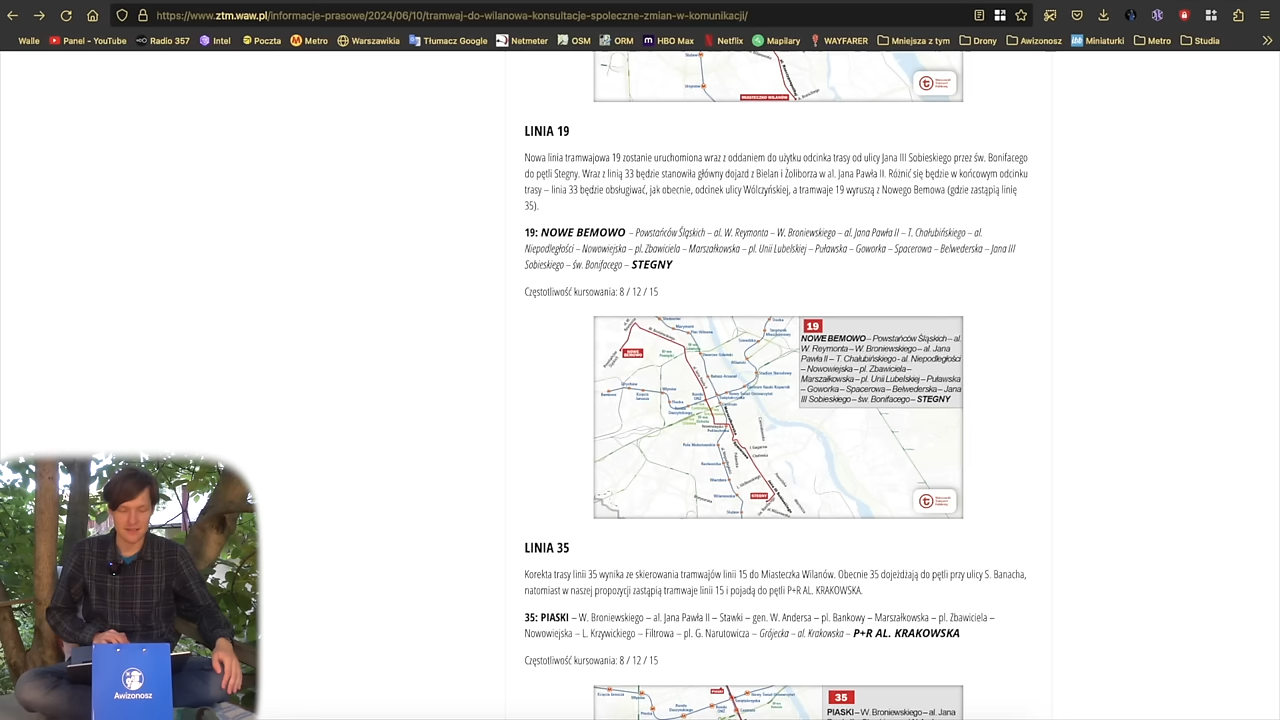 https://www.ztm.waw.pl/informacje-prasowe/2024/06/10/tramwaj-do-wilanowa-konsultacje-spoleczne-zmian-w-komunikacji/
Walle Panel - YouTube Radio 357 Intel Poczta Metro Warszawikia Tłumacz Google Netmeter OSM ORM HBO Max Netflix Mapilary WAYFARER Mniejsza z tym Drony Awizonosz Miniaturki Metro Studia
MIASTECZKO WILANÓW
LINIA 19
Nowa linia tramwajowa 19 zostanie uruchomiona wraz z oddaniem do użytku odcinka trasy od ulicy Jana III Sobieskiego przez św. Bonifacego
do pętli Stegny. Wraz z linią 33 będzie stanowiła główny dojazd z Bielan i Żoliborza w al. Jana Pawła II. Różnić się będzie w końcowym odcinku
trasy – linia 33 będzie obsługiwać, jak obecnie, odcinek ulicy Wólczyńskiej, a tramwaje 19 wyruszą z Nowego Bemowa (gdzie zastąpią linię
35).
19: NOWE BEMOWO – Powstańców Śląskich – al. W. Reymonta – W. Broniewskiego – al. Jana Pawła II – T. Chałubińskiego – al.
Niepodległości – Nowowiejska – pl. Zbawiciela – Marszałkowska – pl. Unii Lubelskiej – Puławska – Goworka – Spacerowa – Belwederska – Jana III
Sobieskiego – św. Bonifacego – STEGNY
Częstotliwość kursowania: 8 / 12 / 15
19
NOWE BEMOWO – Powstańców Śląskich – al.
W. Reymonta – W. Broniewskiego – al. Jana
Pawła II – T. Chałubińskiego - al. Niepodległości
– Nowowiejska – pl. Zbawiciela –
Marszałkowska – pl. Unii Lubelskiej – Puławska
– Goworka – Spacerowa – Belwederska – Jana
III Sobieskiego – św. Bonifacego – STEGNY
NOWE
BEMOWO
STEGNY
LINIA 35
Korekta trasy linii 35 wynika ze skierowania tramwajów linii 15 do Miasteczka Wilanów. Obecnie 35 dojeżdżają do pętli przy ulicy S. Banacha,
natomiast w naszej propozycji zastąpią tramwaje linii 15 i pojadą do pętli P+R AL. KRAKOWSKA.
35: PIASKI – W. Broniewskiego – al. Jana Pawła II – Stawki – gen. W. Andersa – pl. Bankowy – Marszałkowska – pl. Zbawiciela –
Nowowiejska – L. Krzywickiego – Filtrowa – pl. G. Narutowicza – Grójecka – al. Krakowska – P+R AL. KRAKOWSKA
Częstotliwość kursowania: 8 / 12 / 15
35
PIASKI – W. Broniewskiego – al. Jana
Awizonosz